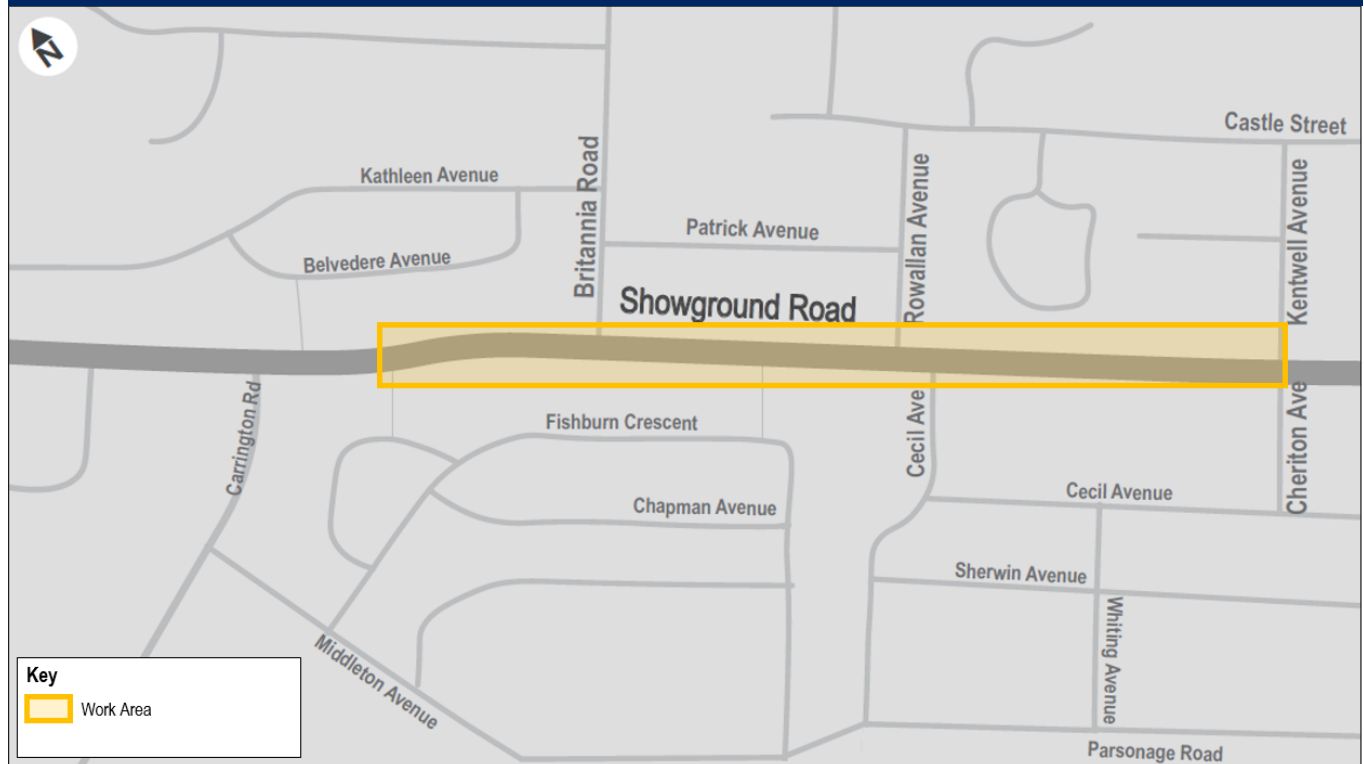 N
Castle Street
Kathleen Avenue
Britannia Road
Rowallan Avenue
Kentwell Avenue
Patrick Avenue
Belvedere Avenue
Showground Road
Carrington Rd
Fishburn Crescent
Cecil Ave
Cheriton Ave
Chapman Avenue
Cecil Avenue
Sherwin Avenue
Whiting Avenue
Middleton Avenue
Key
Work Area
Parsonage Road